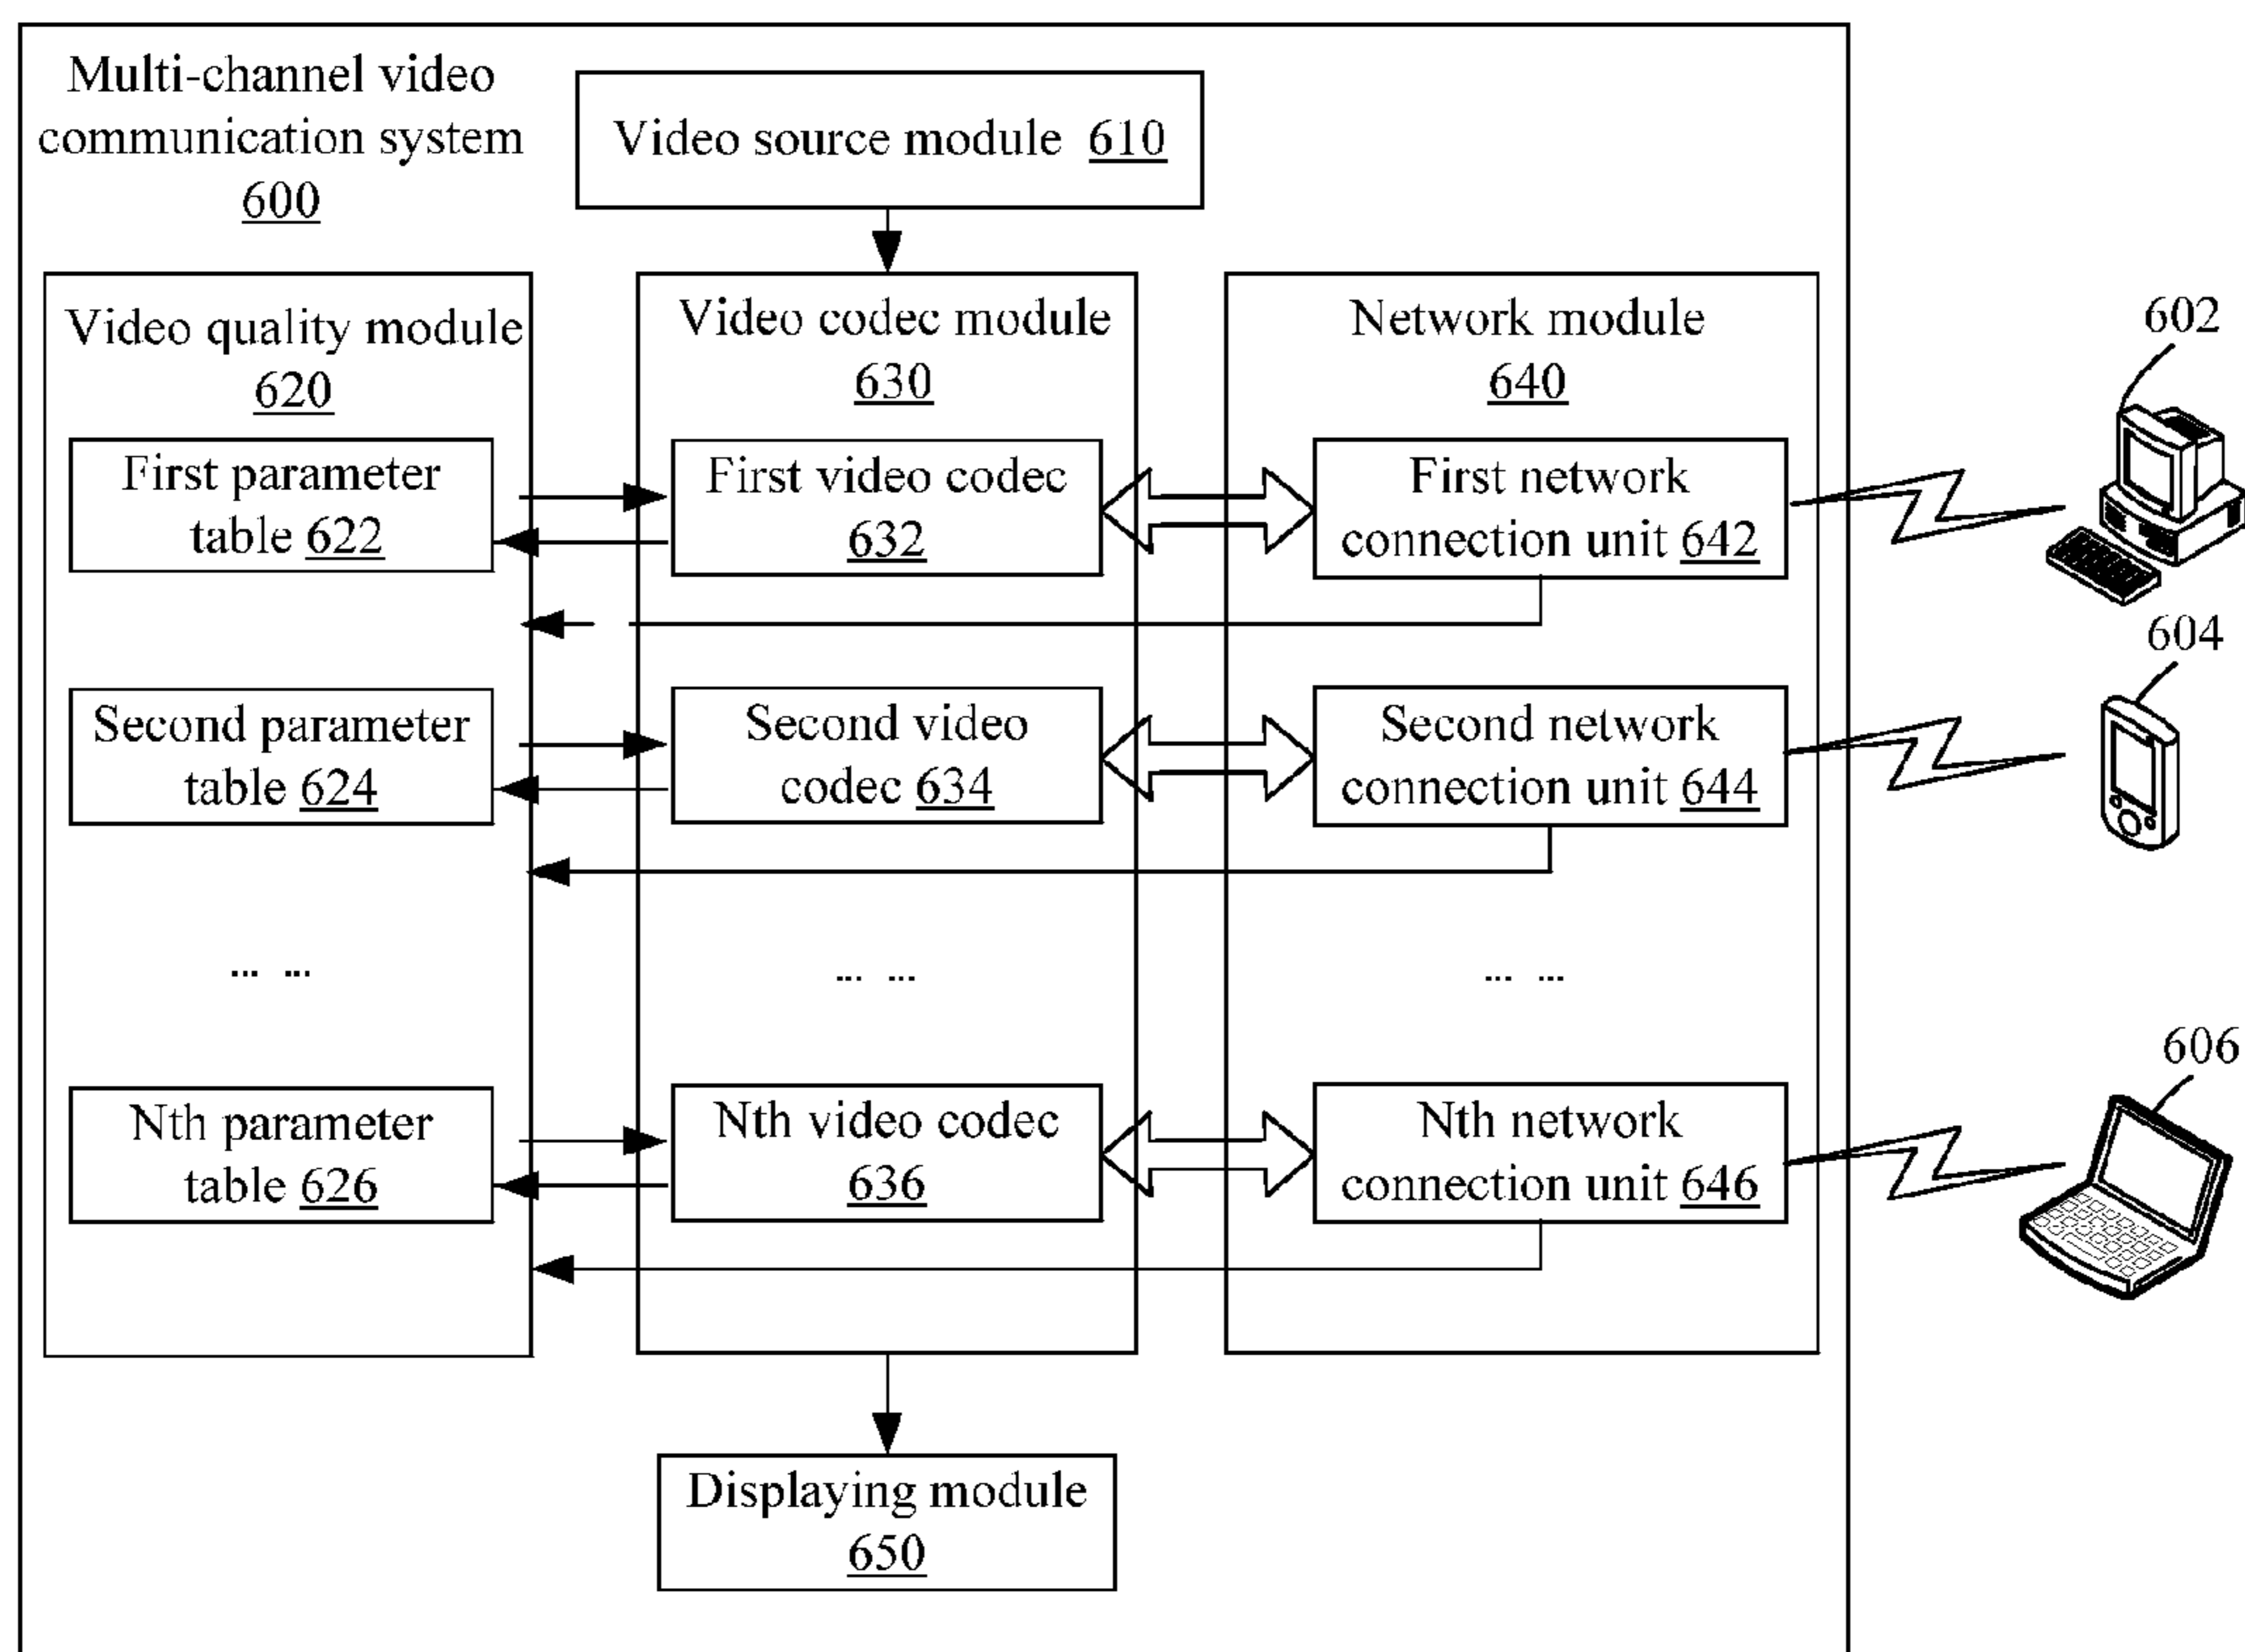 Multi-channel video
communication system
600
Video source module 610
Video quality module
620
First parameter
table 622
Second parameter
table 624
... ...
Nth parameter
table 626
Video codec module
630
First video codec
632
Second video
codec 634
... ...
Nth video codec
636
Network module
640
First network
connection unit 642
Second network
connection unit 644
... ...
Nth network
connection unit 646
602
604
606
Displaying module
650